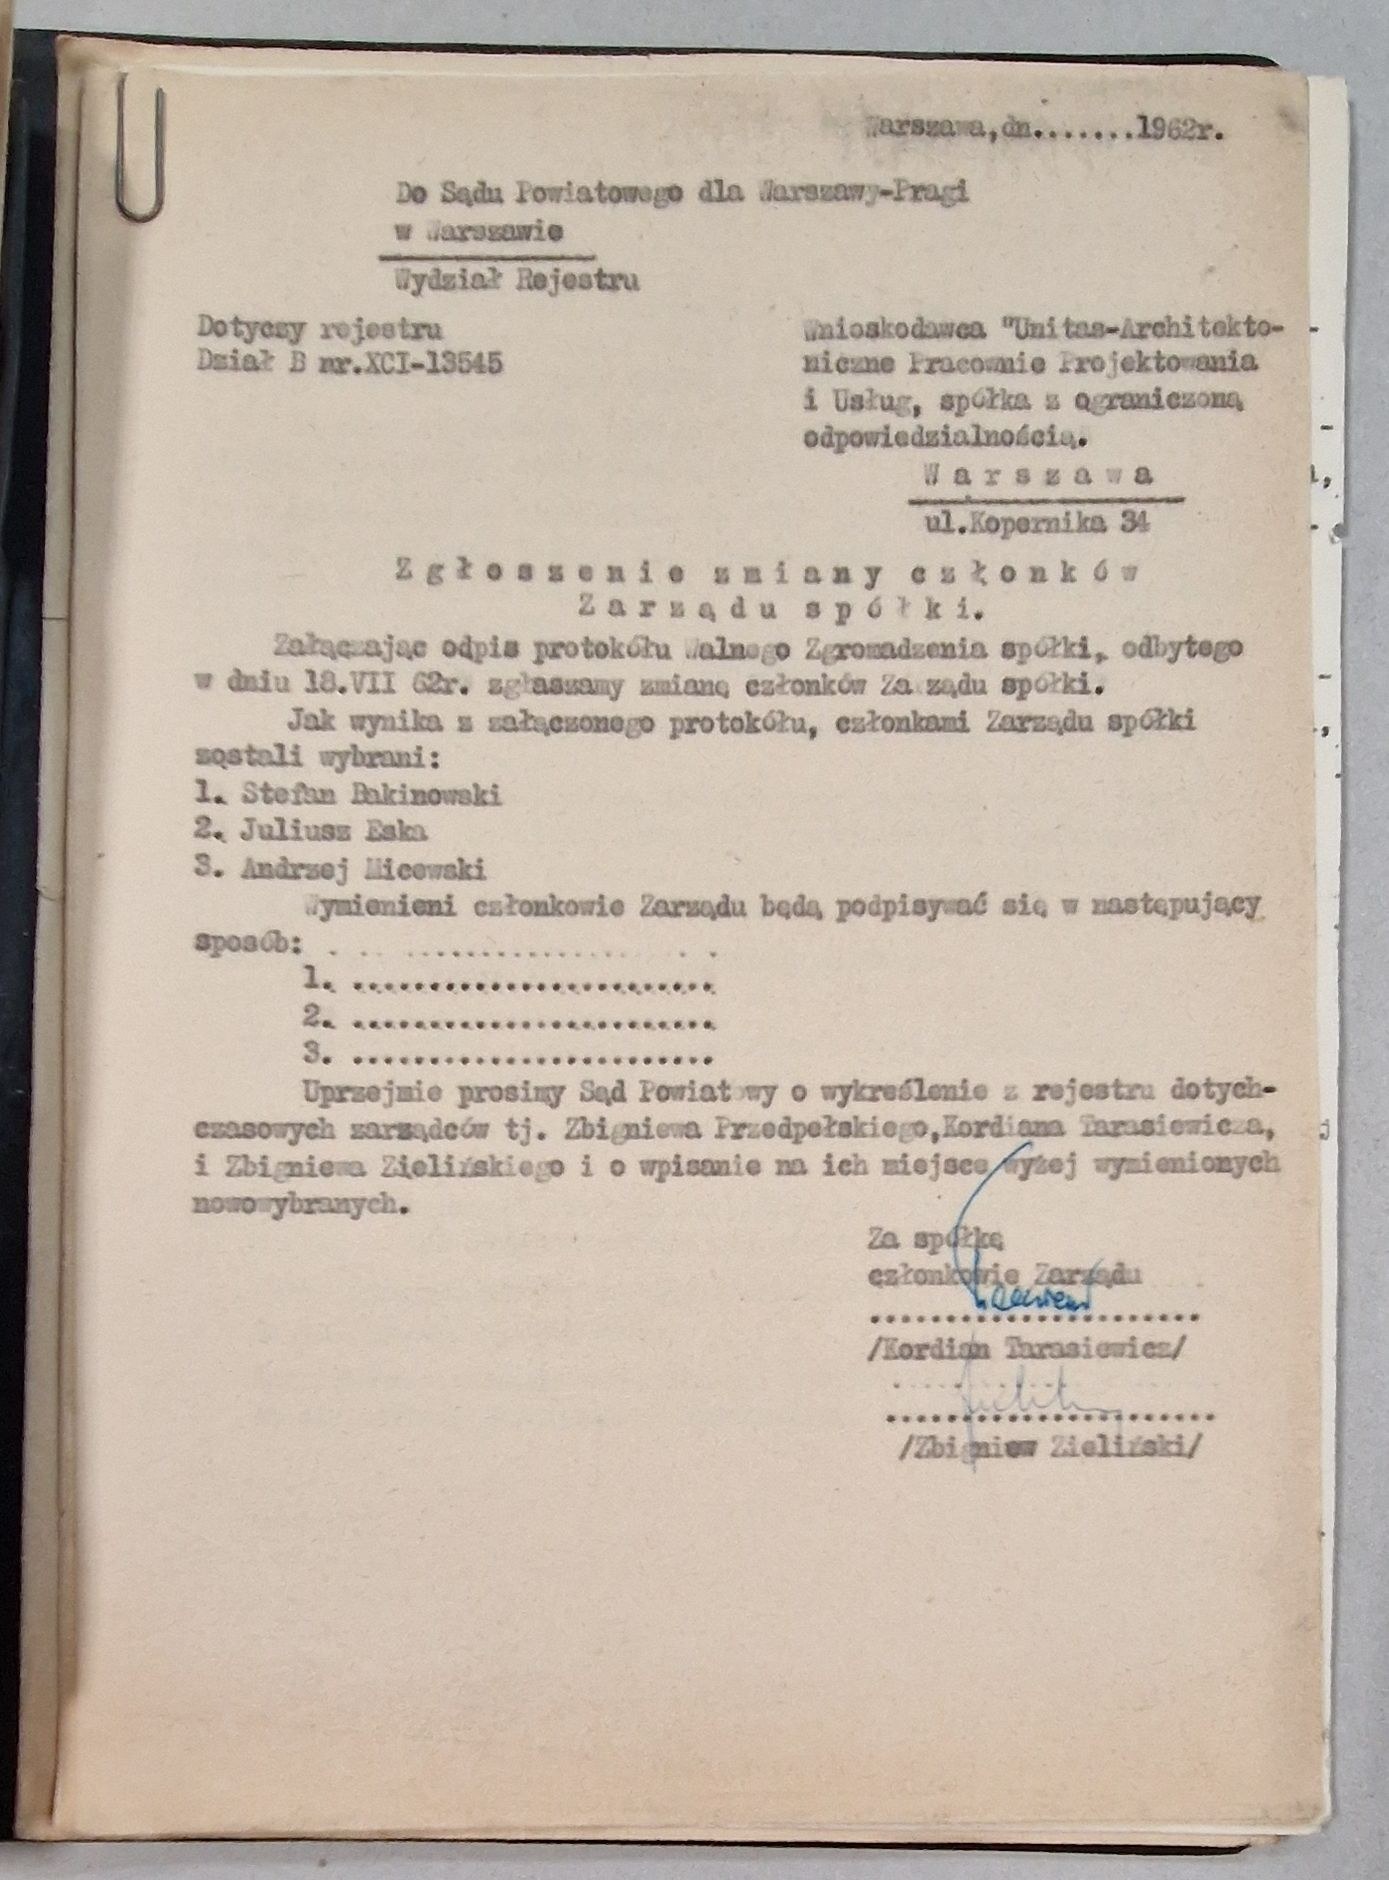 Warszawa,dn.......1962r.
Do Sądu Powiatowego dla Warszawy-Pragi
w Warszawie
Wydział Rejestru
Dotyczy rejestru
Dział B nr.XCI-13545
Wnioskodawca "Unitas-Architekto-
niczne Pracownie Projektowania
i Usług, spółka z ograniczoną
odpowiedzialnością.
W a r s z a w a
ul.Kopernika 34
Z g ł o s z e n i e z m i a n y c z ł o n k ó w
Z a r z ą d u s p ó ł k i.
Załączając odpis protokółu Walnego Zgromadzenia spółki, odbytego
w dniu 18.VII 62r. zgłaszamy zmianę członków Za ządu spółki.
Jak wynika z załączonego protokółu, członkami Zarządu spółki
zostali wybrani:
1. Stefan Bakinowski
2. Juliusz Eska
3. Andrzej Micewski
Wymienieni członkowie Zarządu będą podpisywać się w następujący
sposób:
1. ........................
2. ........................
3. ........................
Uprzejmie prosimy Sąd Powiatowy o wykreślenie z rejestru dotych-
czasowych zarządców tj. Zbigniewa Przedpełskiego,Kordiana Tarasiewicza,
i Zbigniewa Zielińskiego i o wpisanie na ich miejsce wyżej wymienionych
nowowybranych.
Za spółkę
członkowie Zarządu
......................
/Kordian Tarasiewicz/
......................
/Zbigniew Zieliński/